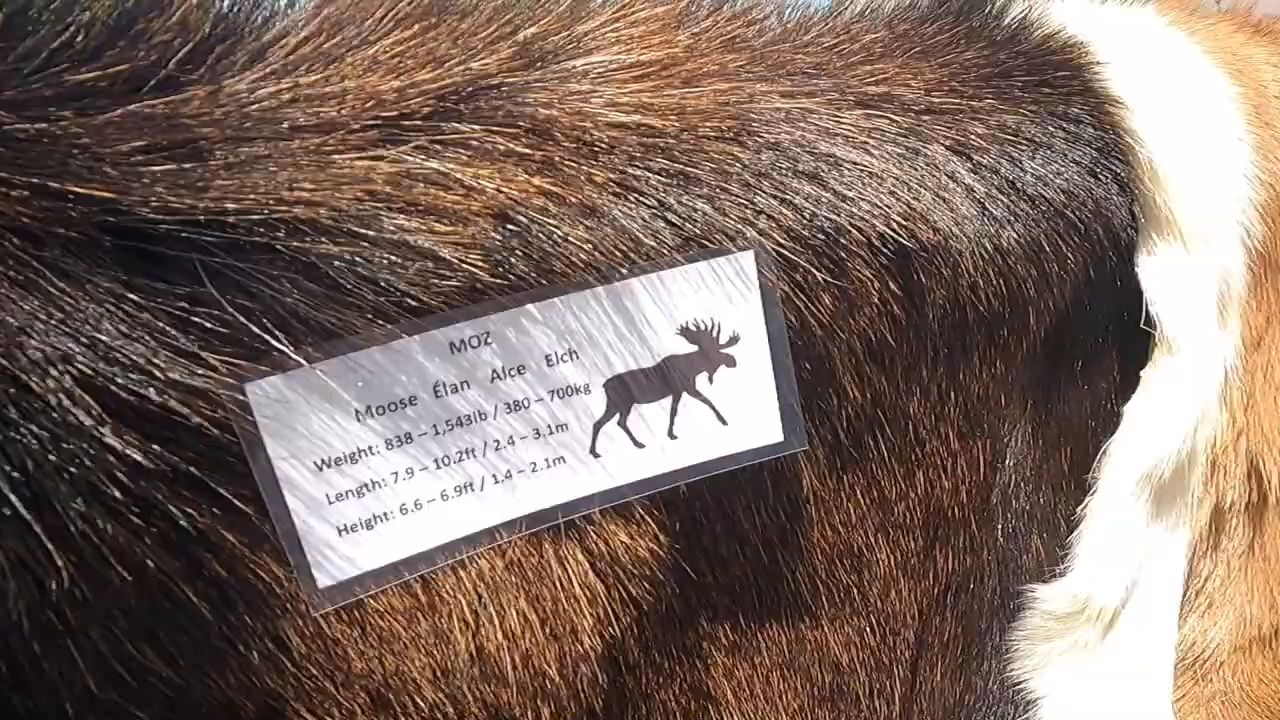 MOZ
Moose Élan Alce Elch
Weight: 838 – 1,543lb / 380 – 700kg
Length: 7.9 – 10.2ft / 2.4 – 3.1m
Height: 6.6 – 6.9ft / 1.4 – 2.1m